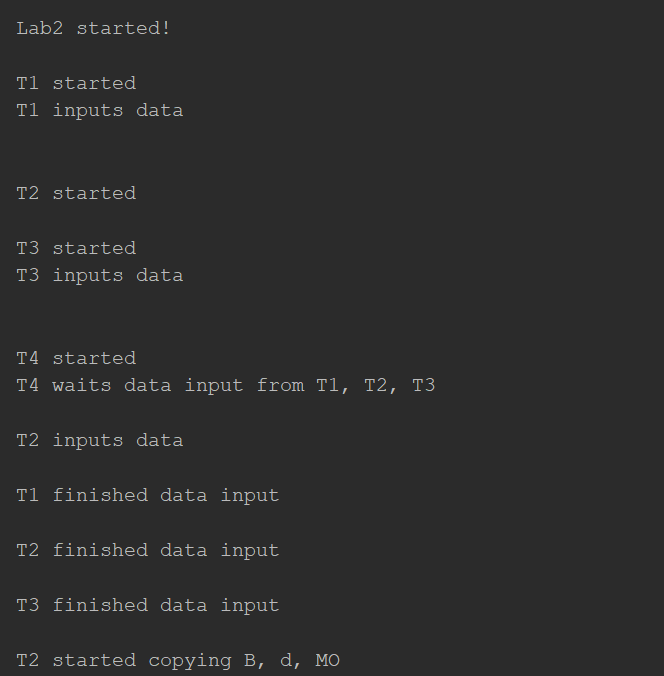 Lab2 started!
T1 started
T1 inputs data
T2 started
T3 started
T3 inputs data
T4 started
T4 waits data input from T1, T2, T3
T2 inputs data
T1 finished data input
T2 finished data input
T3 finished data input
T2 started copying B, d, MO